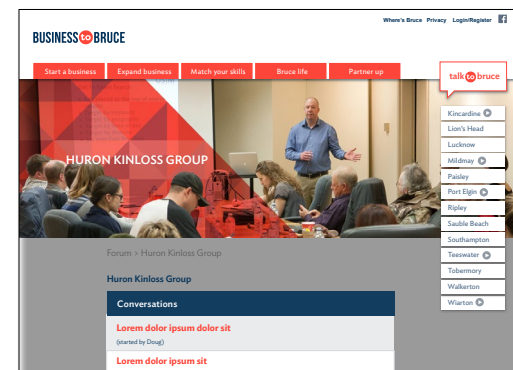 Where's Bruce Privacy Login/Register f
BUSINESS to BRUCE
Start a business Expand business Match your skills Bruce life Partner up
talk to bruce
HURON KINLOSS GROUP
Kincardine
Lion's Head
Lucknow
Mildmay
Paisley
Port Elgin
Ripley
Sauble Beach
Southampton
Teeswater
Tobermory
Walkerton
Wiarton
Forum > Huron Kinloss Group
Huron Kinloss Group
Conversations
Lorem dolor ipsum dolor sit
(started by Doug)
Lorem dolor ipsum sit